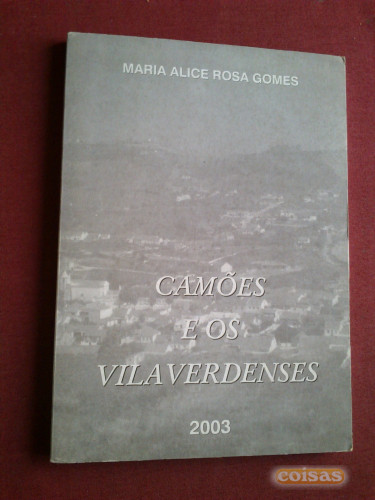 MARIA ALICE ROSA GOMES
CAMÕES
E OS
VILAVERDENSES
2003
coisas